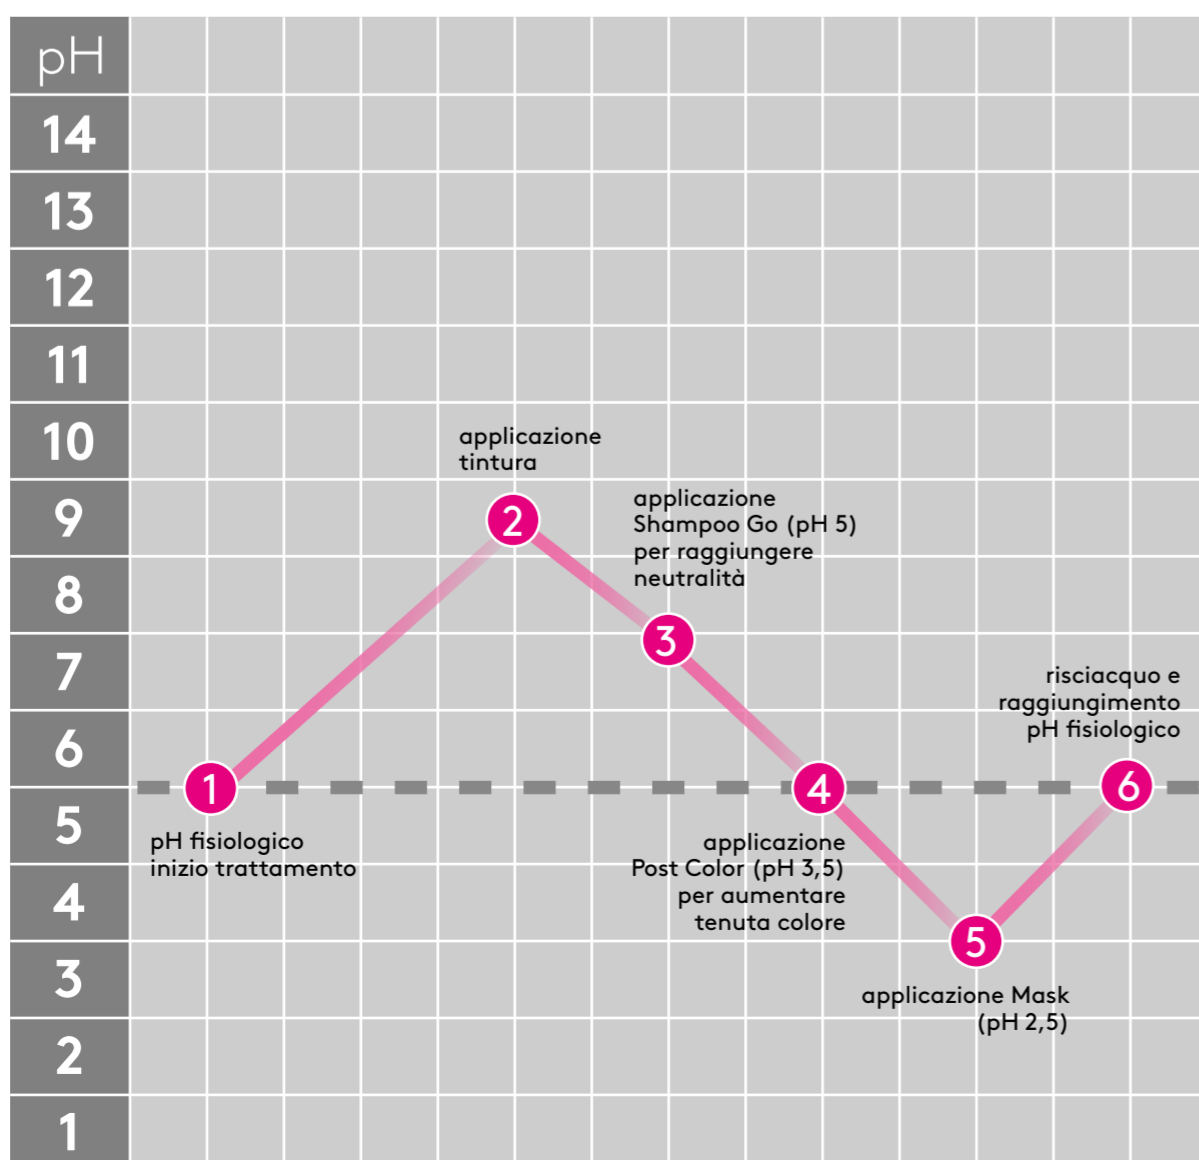 pH
14
13
12
11
10
9
8
7
6
5
4
3
2
1
1
pH fisiologico
inizio trattamento
applicazione
tintura
2
applicazione
Shampoo Go (pH 5)
per raggiungere
neutralità
3
4
applicazione
Post Color (pH 3,5)
per aumentare
tenuta colore
5
applicazione Mask
(pH 2,5)
risciacquo e
raggiungimento
pH fisiologico
6